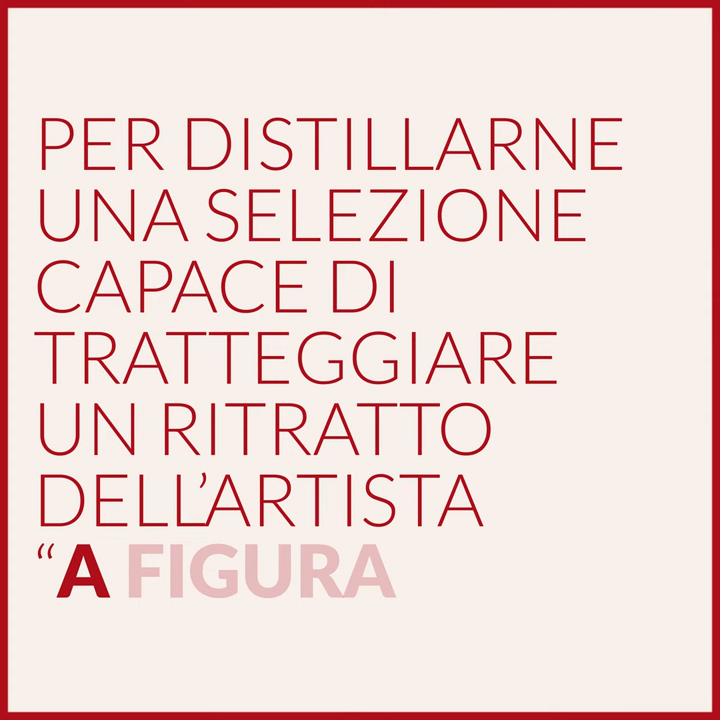 PER DISTILLARNE
UNA SELEZIONE
CAPACE DI
TRATTEGGIARE
UN RITRATTO
DELL’ARTISTA
“A FIGURA